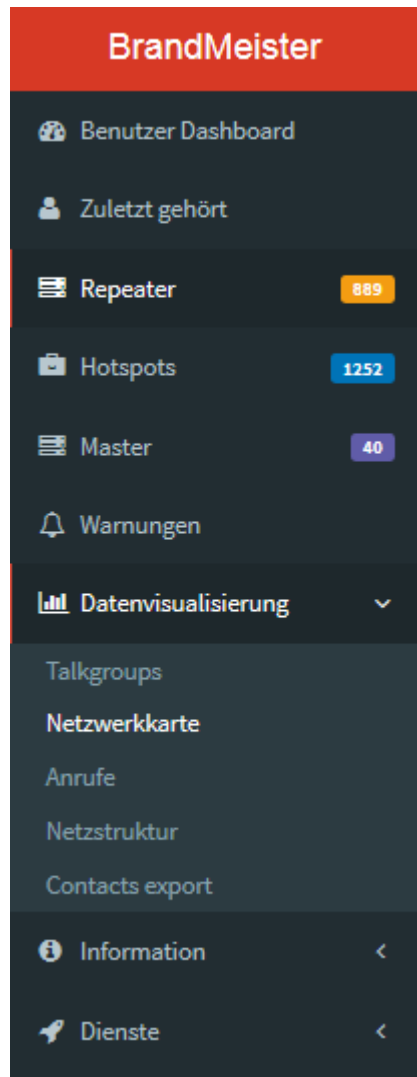 BrandMeister
Benutzer Dashboard
Zuletzt gehört
Repeater 889
Hotspots 1252
Master 40
Warnungen
Datenvisualisierung
Talkgroups
Netzwerkkarte
Anrufe
Netzstruktur
Contacts export
Information
Dienste